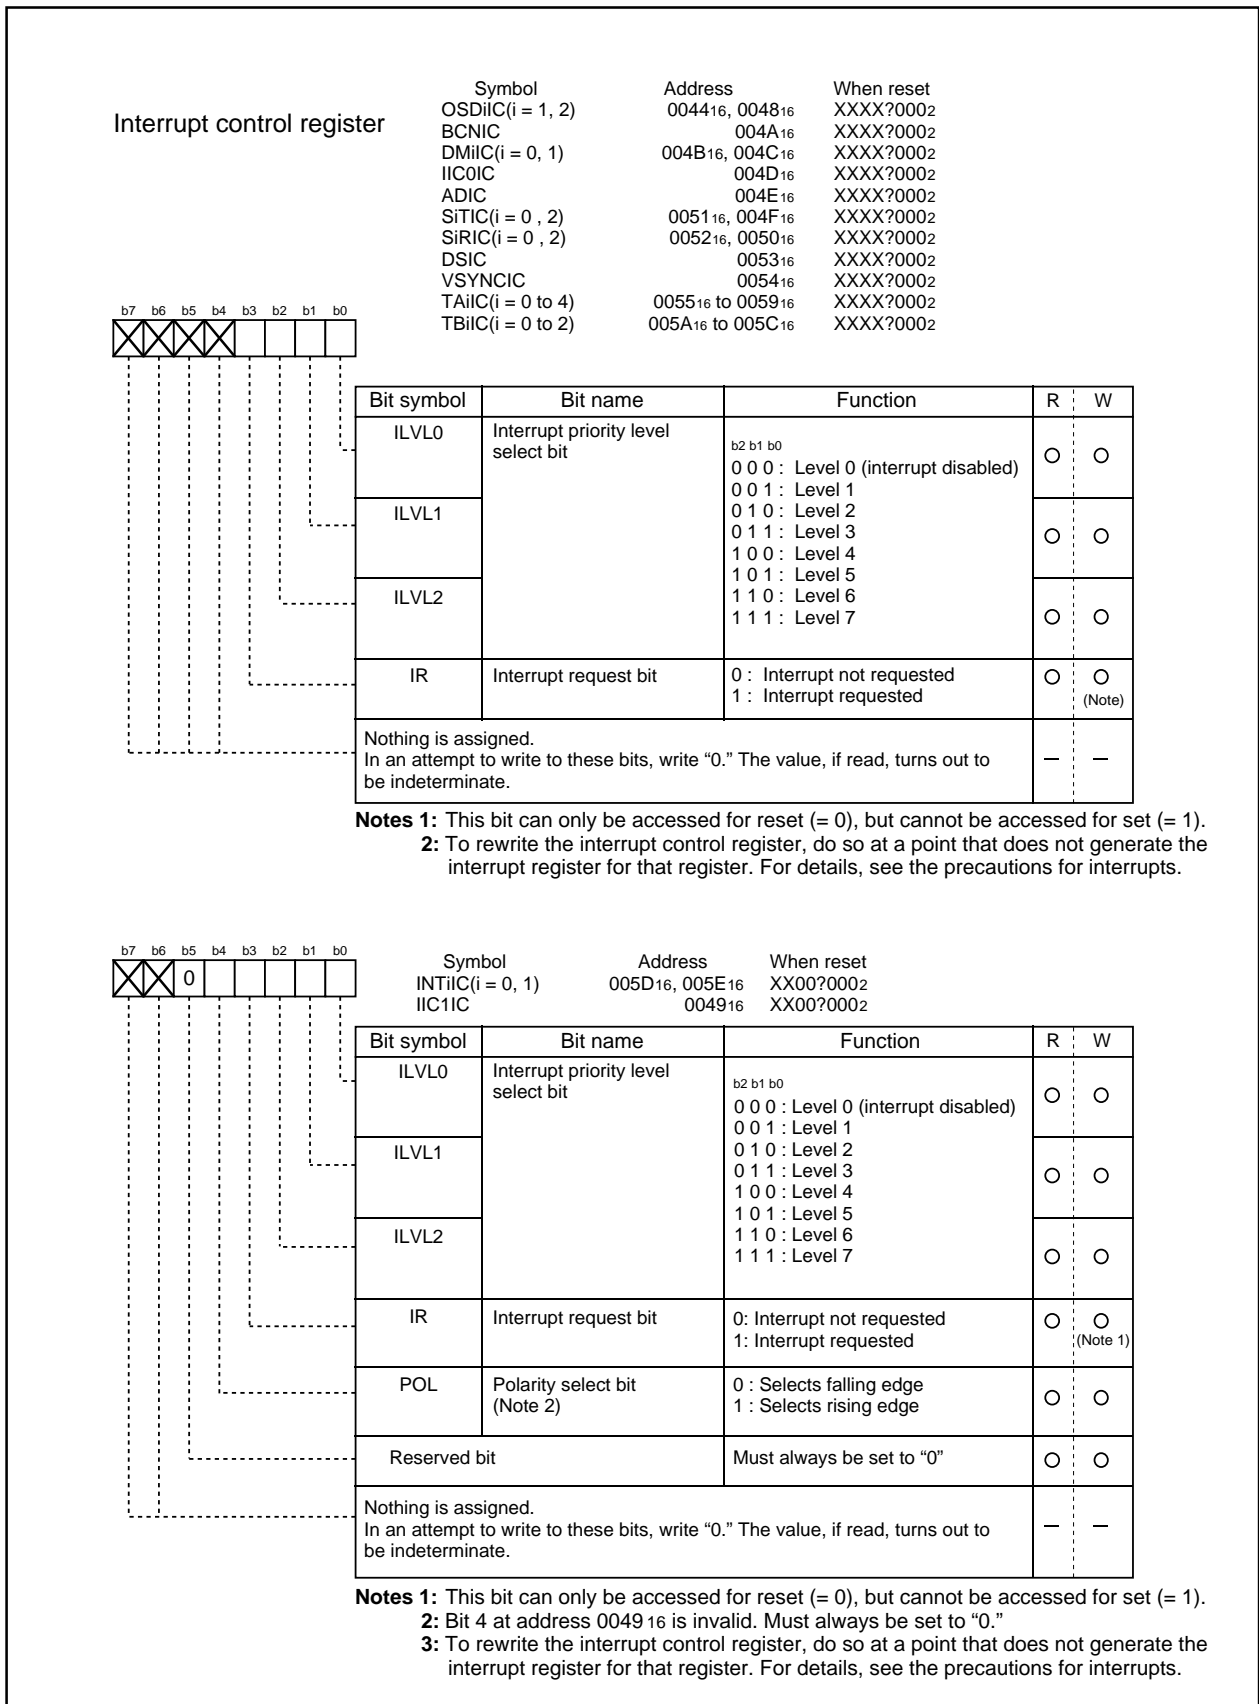 Interrupt control register
Symbol Address When reset
OSDiIC(i = 1, 2) 004416, 004816 XXXX?0002
BCNIC 004A16 XXXX?0002
DMiIC(i = 0, 1) 004B16, 004C16 XXXX?0002
IIC0IC 004D16 XXXX?0002
ADIC 004E16 XXXX?0002
SiTIC(i = 0 , 2) 005116, 004F16 XXXX?0002
SiRIC(i = 0 , 2) 005216, 005016 XXXX?0002
DSIC 005316 XXXX?0002
VSYNCIC 005416 XXXX?0002
TAiIC(i = 0 to 4) 005516 to 005916 XXXX?0002
TBiIC(i = 0 to 2) 005A16 to 005C16 XXXX?0002
b7 b6 b5 b4 b3 b2 b1 b0
Bit symbol Bit name Function R W
ILVL0 Interrupt priority level
select bit
b2 b1 b0
0 0 0 : Level 0 (interrupt disabled)
0 0 1 : Level 1
ILVL1 0 1 0 : Level 2
0 1 1 : Level 3
1 0 0 : Level 4
1 0 1 : Level 5
ILVL2 1 1 0 : Level 6
1 1 1 : Level 7
IR Interrupt request bit 0 : Interrupt not requested
1 : Interrupt requested
(Note)
Nothing is assigned.
In an attempt to write to these bits, write “0.” The value, if read, turns out to
be indeterminate.
Notes 1: This bit can only be accessed for reset (= 0), but cannot be accessed for set (= 1).
2: To rewrite the interrupt control register, do so at a point that does not generate the
interrupt register for that register. For details, see the precautions for interrupts.
b7 b6 b5 b4 b3 b2 b1 b0
0
Symbol Address When reset
INTiIC(i = 0, 1) 005D16, 005E16 XX00?0002
IIC1IC 004916 XX00?0002
Bit symbol Bit name Function R W
ILVL0 Interrupt priority level
select bit
b2 b1 b0
0 0 0 : Level 0 (interrupt disabled)
0 0 1 : Level 1
ILVL1 0 1 0 : Level 2
0 1 1 : Level 3
1 0 0 : Level 4
1 0 1 : Level 5
ILVL2 1 1 0 : Level 6
1 1 1 : Level 7
IR Interrupt request bit 0: Interrupt not requested
1: Interrupt requested
(Note 1)
POL Polarity select bit 0 : Selects falling edge
(Note 2) 1 : Selects rising edge
Reserved bit Must always be set to “0”
Nothing is assigned.
In an attempt to write to these bits, write “0.” The value, if read, turns out to
be indeterminate.
Notes 1: This bit can only be accessed for reset (= 0), but cannot be accessed for set (= 1).
2: Bit 4 at address 004916 is invalid. Must always be set to “0.”
3: To rewrite the interrupt control register, do so at a point that does not generate the
interrupt register for that register. For details, see the precautions for interrupts.